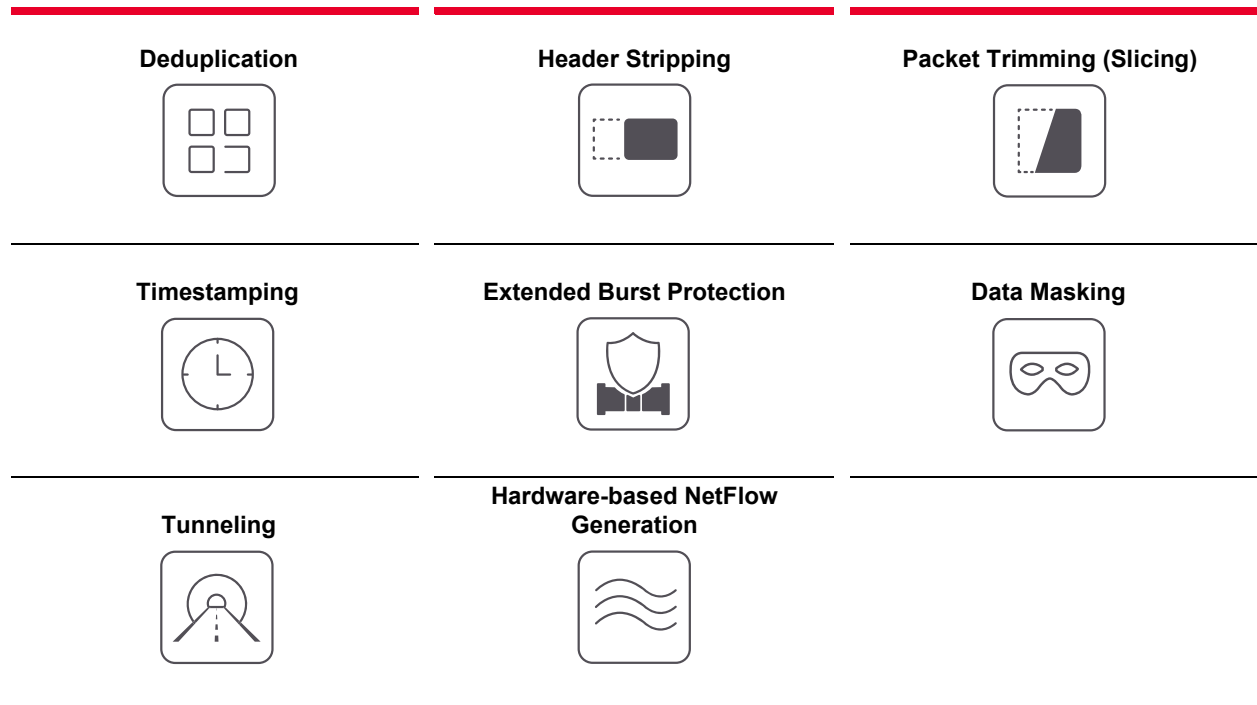 Deduplication
Header Stripping
Packet Trimming (Slicing)
Timestamping
Extended Burst Protection
Data Masking
Tunneling
Hardware-based NetFlow
Generation